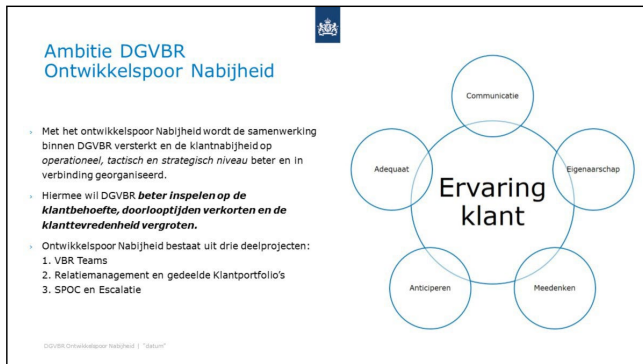 Ambitie DGVBR
Ontwikkelspoor Nabijheid
› Met het ontwikkelspoor Nabijheid wordt de samenwerking
binnen DGVBR versterkt en de klantnabijheid op
operationeel, tactisch en strategisch niveau beter en in
verbinding georganiseerd.
› Hiermee wil DGVBR beter inspelen op de
klantbehoefte, doorlooptijden verkorten en de
klanttevredenheid vergroten.
› Ontwikkelspoor Nabijheid bestaat uit drie deelprojecten:
1. VBR Teams
2. Relatiemanagement en gedeelde Klantportfolio's
3. SPOC en Escalatie
Communicatie
Adequaat
Eigenaarschap
Ervaring
klant
Anticiperen
Meedenken
DGVBR Ontwikkelspoor Nabijheid | "datum"